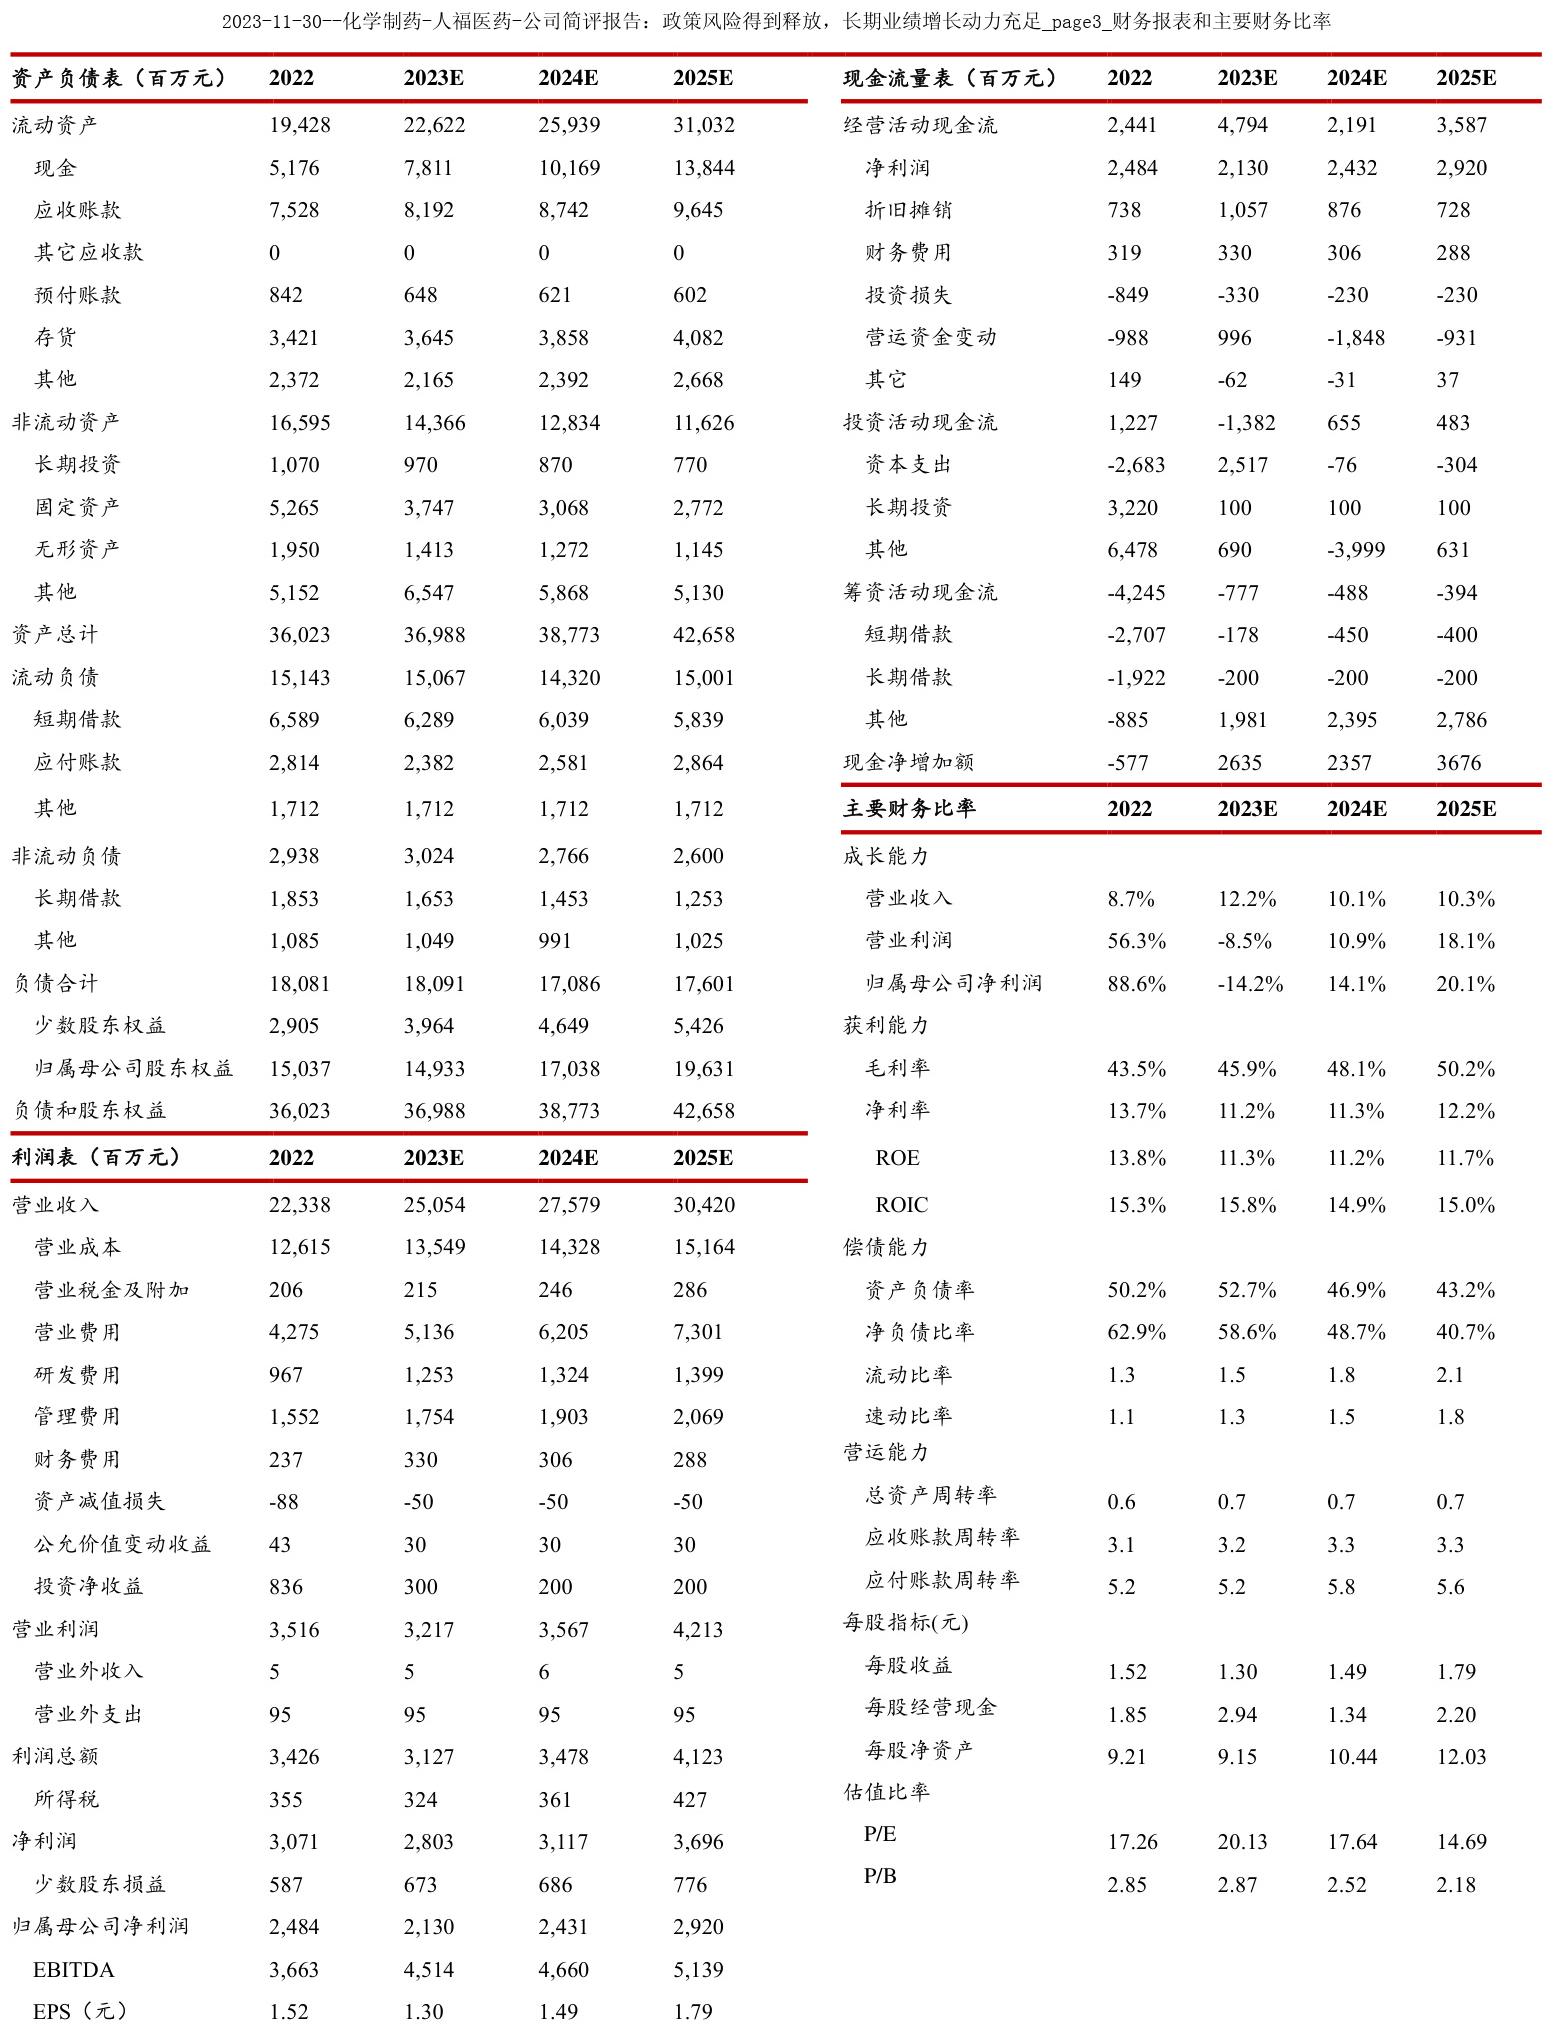 2023-11-30--化学制药-人福医药-公司简评报告：政策风险得到释放，长期业绩增长动力充足_page3_财务报表和主要财务比率
资产负债表（百万元） 2022 2023E 2024E 2025E
流动资产 19,428 22,622 25,939 31,032
现金 5,176 7,811 10,169 13,844
应收账款 7,528 8,192 8,742 9,645
其它应收款 0 0 0 0
预付账款 842 648 621 602
存货 3,421 3,645 3,858 4,082
其他 2,372 2,165 2,392 2,668
非流动资产 16,595 14,366 12,834 11,626
长期投资 1,070 970 870 770
固定资产 5,265 3,747 3,068 2,772
无形资产 1,950 1,413 1,272 1,145
其他 5,152 6,547 5,868 5,130
资产总计 36,023 36,988 38,773 42,658
流动负债 15,143 15,067 14,320 15,001
短期借款 6,589 6,289 6,039 5,839
应付账款 2,814 2,382 2,581 2,864
其他 1,712 1,712 1,712 1,712
非流动负债 2,938 3,024 2,766 2,600
长期借款 1,853 1,653 1,453 1,253
其他 1,085 1,049 991 1,025
负债合计 18,081 18,091 17,086 17,601
少数股东权益 2,905 3,964 4,649 5,426
归属母公司股东权益 15,037 14,933 17,038 19,631
负债和股东权益 36,023 36,988 38,773 42,658
利润表（百万元） 2022 2023E 2024E 2025E
营业收入 22,338 25,054 27,579 30,420
营业成本 12,615 13,549 14,328 15,164
营业税金及附加 206 215 246 286
营业费用 4,275 5,136 6,205 7,301
研发费用 967 1,253 1,324 1,399
管理费用 1,552 1,754 1,903 2,069
财务费用 237 330 306 288
资产减值损失 -88 -50 -50 -50
公允价值变动收益 43 30 30 30
投资净收益 836 300 200 200
营业利润 3,516 3,217 3,567 4,213
营业外收入 5 5 6 5
营业外支出 95 95 95 95
利润总额 3,426 3,127 3,478 4,123
所得税 355 324 361 427
净利润 3,071 2,803 3,117 3,696
少数股东损益 587 673 686 776
归属母公司净利润 2,484 2,130 2,431 2,920
EBITDA 3,663 4,514 4,660 5,139
EPS（元） 1.52 1.30 1.49 1.79
现金流量表（百万元） 2022 2023E 2024E 2025E
经营活动现金流 2,441 4,794 2,191 3,587
净利润 2,484 2,130 2,432 2,920
折旧摊销 738 1,057 876 728
财务费用 319 330 306 288
投资损失 -849 -330 -230 -230
营运资金变动 -988 996 -1,848 -931
其它 149 -62 -31 37
投资活动现金流 1,227 -1,382 655 483
资本支出 -2,683 2,517 -76 -304
长期投资 3,220 100 100 100
其他 6,478 690 -3,999 631
筹资活动现金流 -4,245 -777 -488 -394
短期借款 -2,707 -178 -450 -400
长期借款 -1,922 -200 -200 -200
其他 -885 1,981 2,395 2,786
现金净增加额 -577 2635 2357 3676
主要财务比率 2022 2023E 2024E 2025E
成长能力
营业收入 8.7% 12.2% 10.1% 10.3%
营业利润 56.3% -8.5% 10.9% 18.1%
归属母公司净利润 88.6% -14.2% 14.1% 20.1%
获利能力
毛利率 43.5% 45.9% 48.1% 50.2%
净利率 13.7% 11.2% 11.3% 12.2%
ROE 13.8% 11.3% 11.2% 11.7%
ROIC 15.3% 15.8% 14.9% 15.0%
偿债能力
资产负债率 50.2% 52.7% 46.9% 43.2%
净负债比率 62.9% 58.6% 48.7% 40.7%
流动比率 1.3 1.5 1.8 2.1
速动比率 1.1 1.3 1.5 1.8
营运能力
总资产周转率 0.6 0.7 0.7 0.7
应收账款周转率 3.1 3.2 3.3 3.3
应付账款周转率 5.2 5.2 5.8 5.6
每股指标(元)
每股收益 1.52 1.30 1.49 1.79
每股经营现金 1.85 2.94 1.34 2.20
每股净资产 9.21 9.15 10.44 12.03
估值比率
P/E 17.26 20.13 17.64 14.69
P/B 2.85 2.87 2.52 2.18